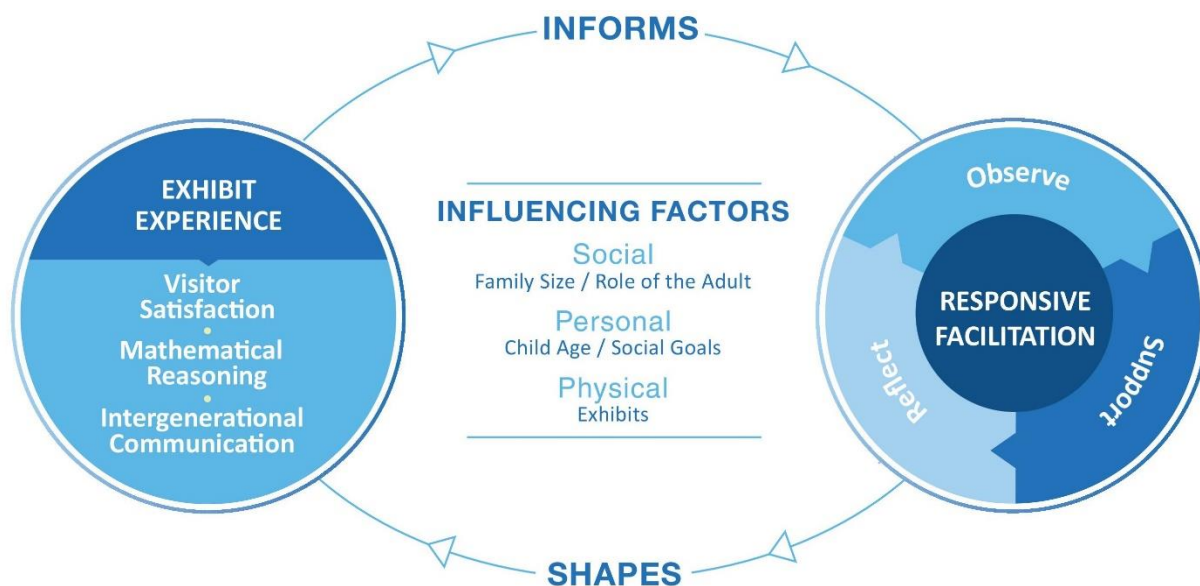 INFORMS
EXHIBIT
EXPERIENCE
Visitor
Satisfaction
Mathematical
Reasoning
Intergenerational
Communication
INFLUENCING FACTORS
Social
Family Size / Role of the Adult
Personal
Child Age / Social Goals
Physical
Exhibits
Observe
Support
Reflect
RESPONSIVE
FACILITATION
SHAPES